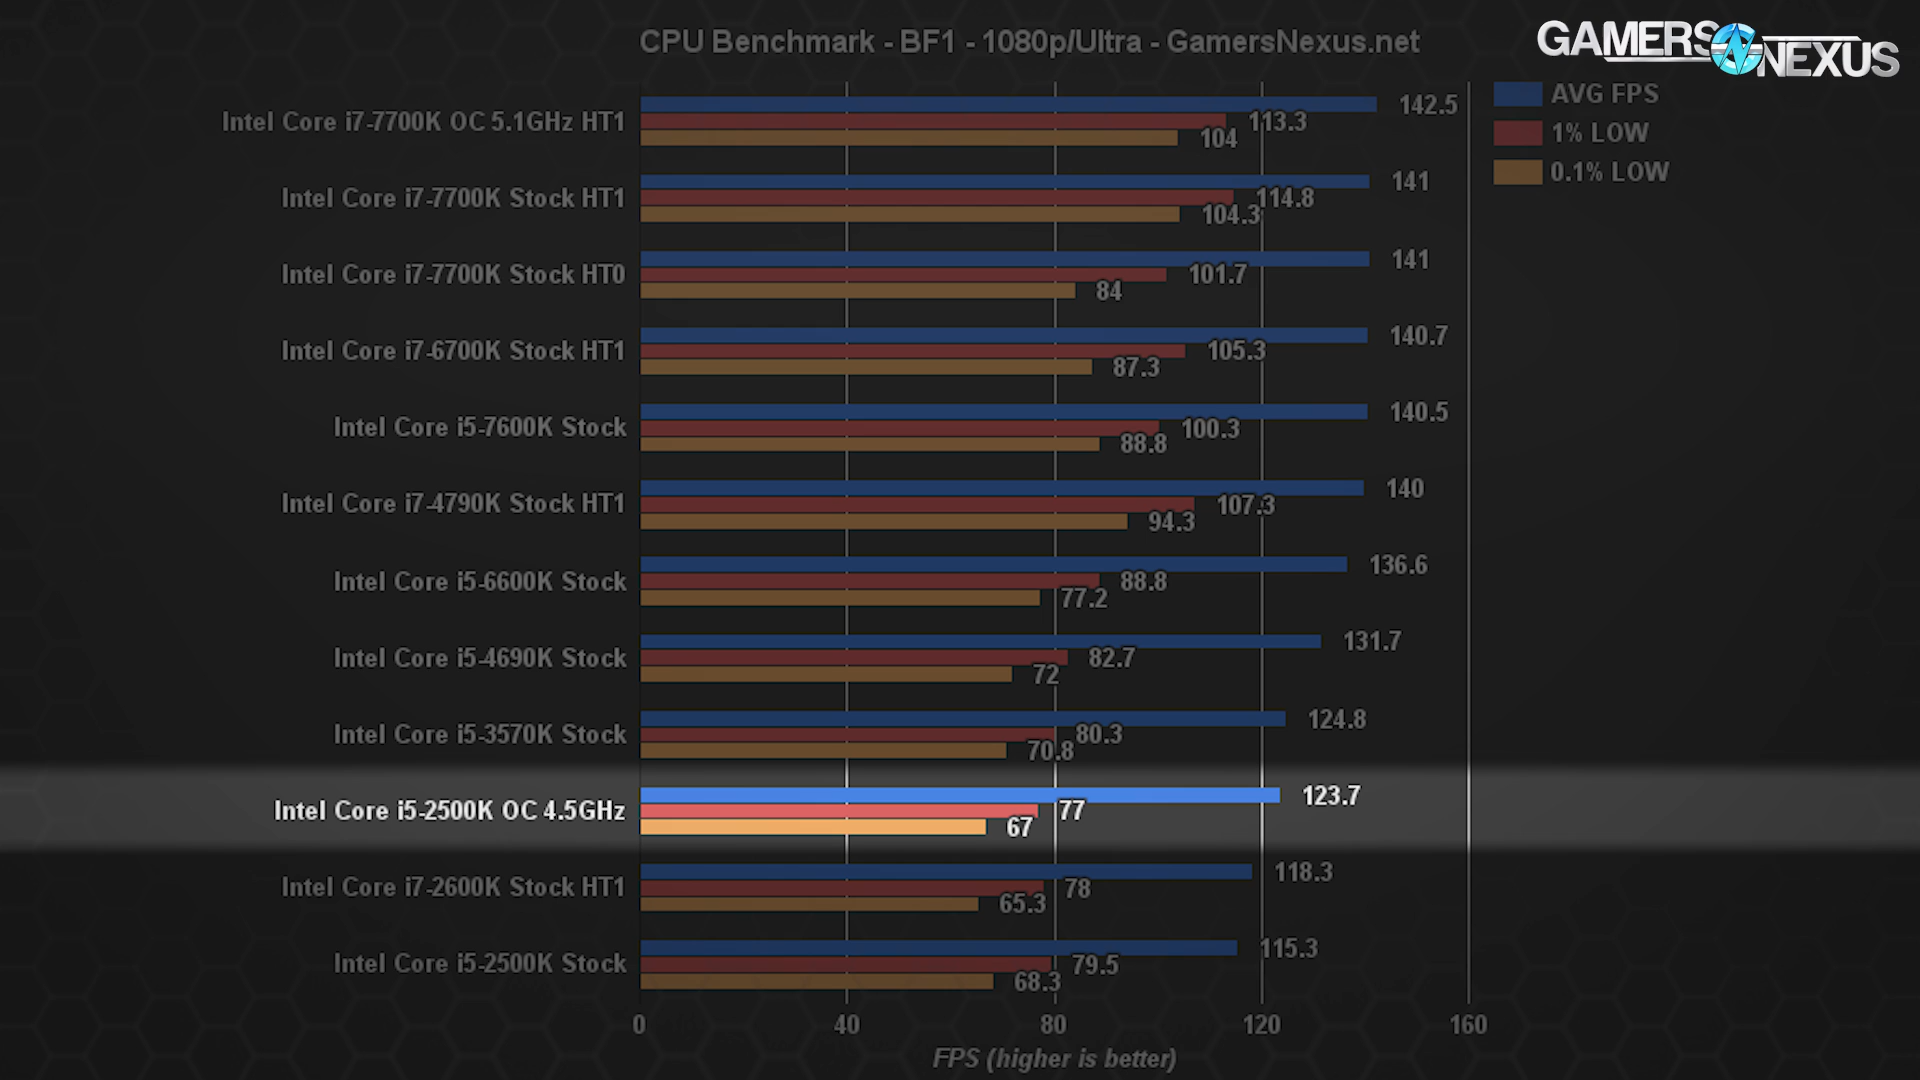 CPU Benchmark - BF1 - 1080p/Ultra - GamersNexus.net
GAMERS NEXUS
AVG FPS
1% LOW
0.1% LOW
Intel Core i7-7700K OC 5.1GHz HT1
142.5
113.3
104
Intel Core i7-7700K Stock HT1
141
114.8
104.3
Intel Core i7-7700K Stock HT0
141
101.7
84
Intel Core i7-6700K Stock HT1
140.7
105.3
87.3
Intel Core i5-7600K Stock
140.5
100.3
88.8
Intel Core i7-4790K Stock HT1
140
107.3
94.3
Intel Core i5-6600K Stock
136.6
88.8
77.2
Intel Core i5-4690K Stock
131.7
82.7
72
Intel Core i5-3570K Stock
124.8
80.3
70.8
Intel Core i5-2500K OC 4.5GHz
123.7
77
67
Intel Core i7-2600K Stock HT1
118.3
78
65.3
Intel Core i5-2500K Stock
115.3
79.5
68.3
0 40 80 120 160
FPS (higher is better)